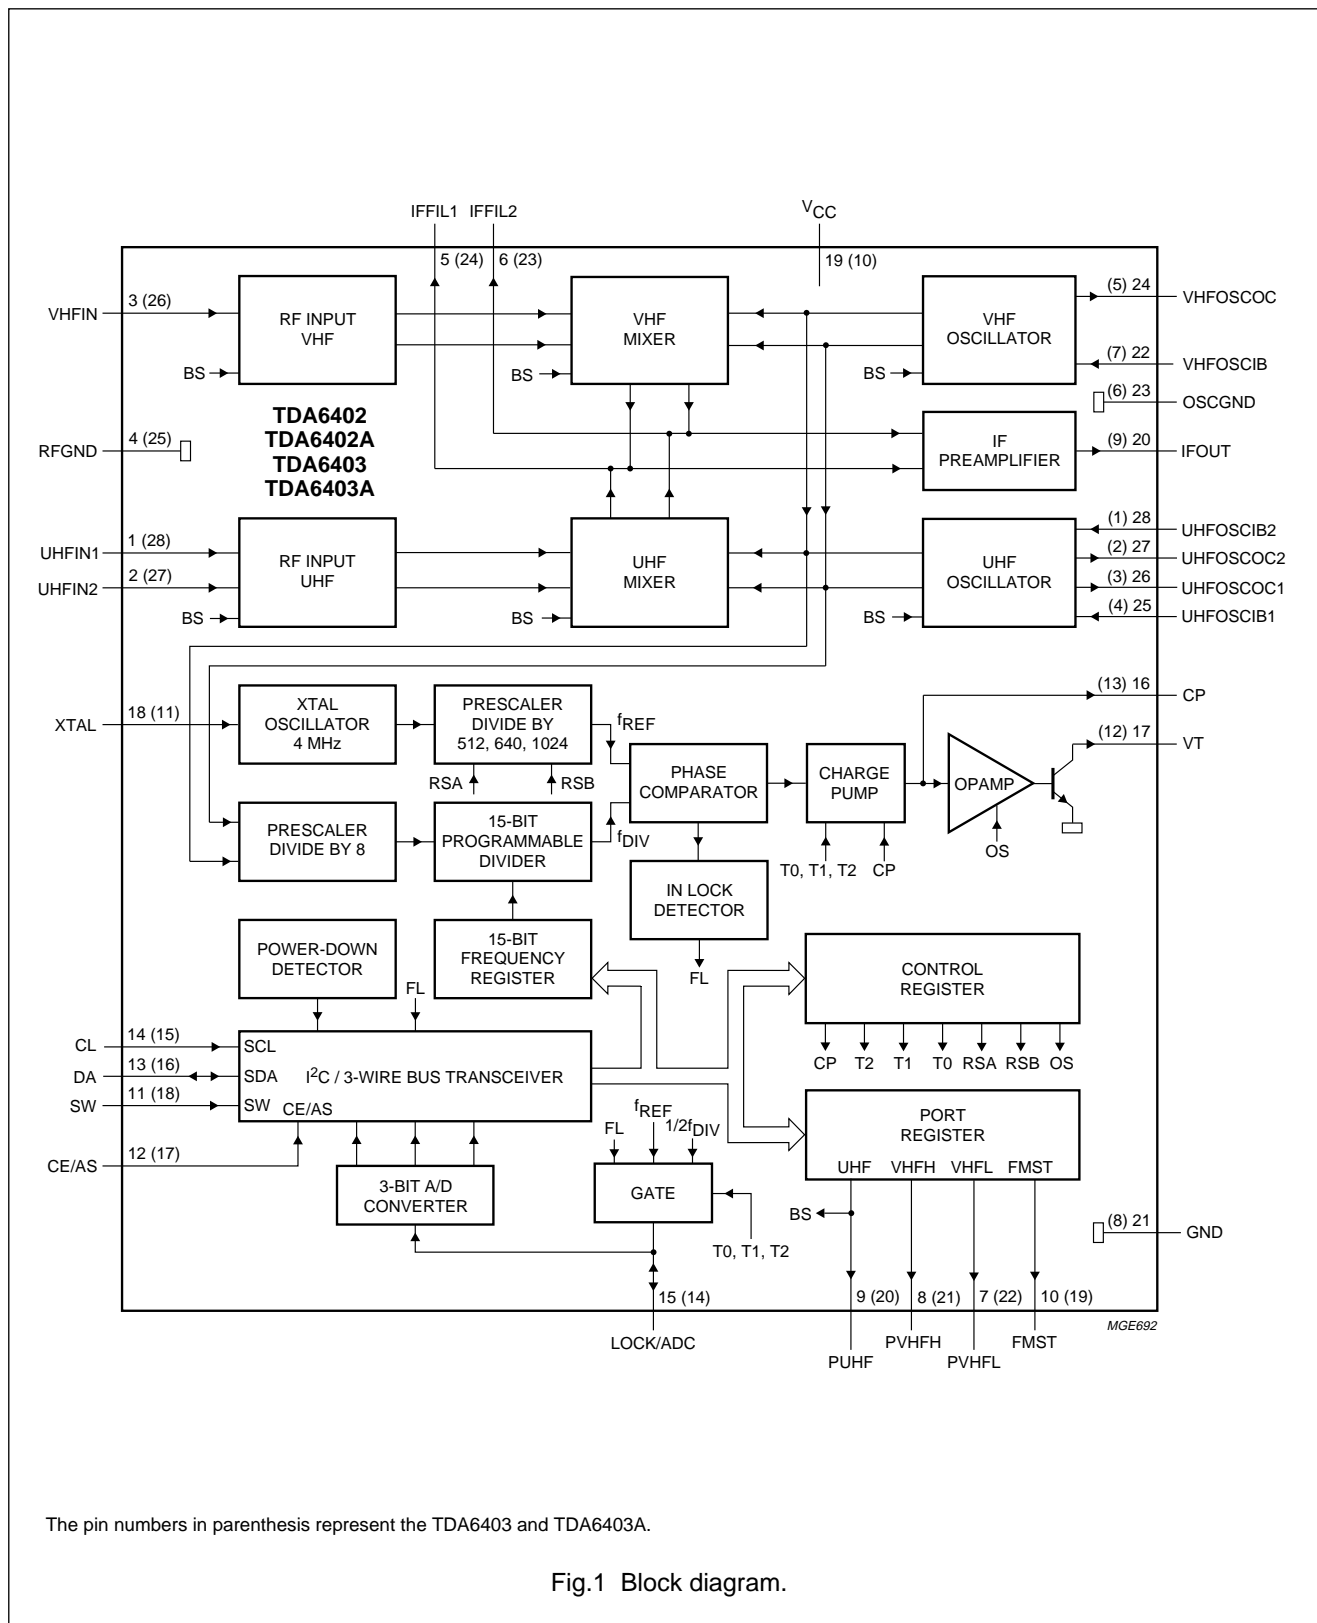 IFFIL1 IFFIL2 VCC
5 (24) 6 (23) 19 (10)
VHFIN 3 (26) RF INPUT VHF VHF MIXER VHF OSCILLATOR (5) 24 VHFOSCOC
BS BS BS (7) 22 VHFOSCIB
(6) 23 OSCGND
TDA6402
TDA6402A
TDA6403
TDA6403A
RFGND 4 (25)
IF PREAMPLIFIER (9) 20 IFOUT
UHFIN1 1 (28)
UHFIN2 2 (27)
RF INPUT UHF
BS
UHF MIXER
BS
UHF OSCILLATOR
BS
(1) 28 UHFOSCIB2
(2) 27 UHFOSCOC2
(3) 26 UHFOSCOC1
(4) 25 UHFOSCIB1
XTAL 18 (11)
XTAL
OSCILLATOR
4 MHz
PRESCALER
DIVIDE BY
512, 640, 1024
fREF
RSA RSB
PHASE
COMPARATOR
CHARGE
PUMP
OPAMP
(13) 16 CP
(12) 17 VT
PRESCALER
DIVIDE BY 8
15-BIT
PROGRAMMABLE
DIVIDER
fDIV
T0, T1, T2 CP
OS
IN LOCK
DETECTOR
FL
POWER-DOWN
DETECTOR
15-BIT
FREQUENCY
REGISTER
FL
CONTROL
REGISTER
CP T2 T1 T0 RSA RSB OS
CL 14 (15) SCL
DA 13 (16) SDA
SW 11 (18) SW
I2C / 3-WIRE BUS TRANSCEIVER
CE/AS
CE/AS 12 (17)
3-BIT A/D
CONVERTER
FL fREF 1/2fDIV
GATE
T0, T1, T2
PORT
REGISTER
UHF VHFH VHFL FMST
BS
(8) 21 GND
15 (14) 9 (20) 8 (21) 7 (22) 10 (19)
MGE692
LOCK/ADC
PUHF PVHFH PVHFL FMST
The pin numbers in parenthesis represent the TDA6403 and TDA6403A.
Fig.1 Block diagram.